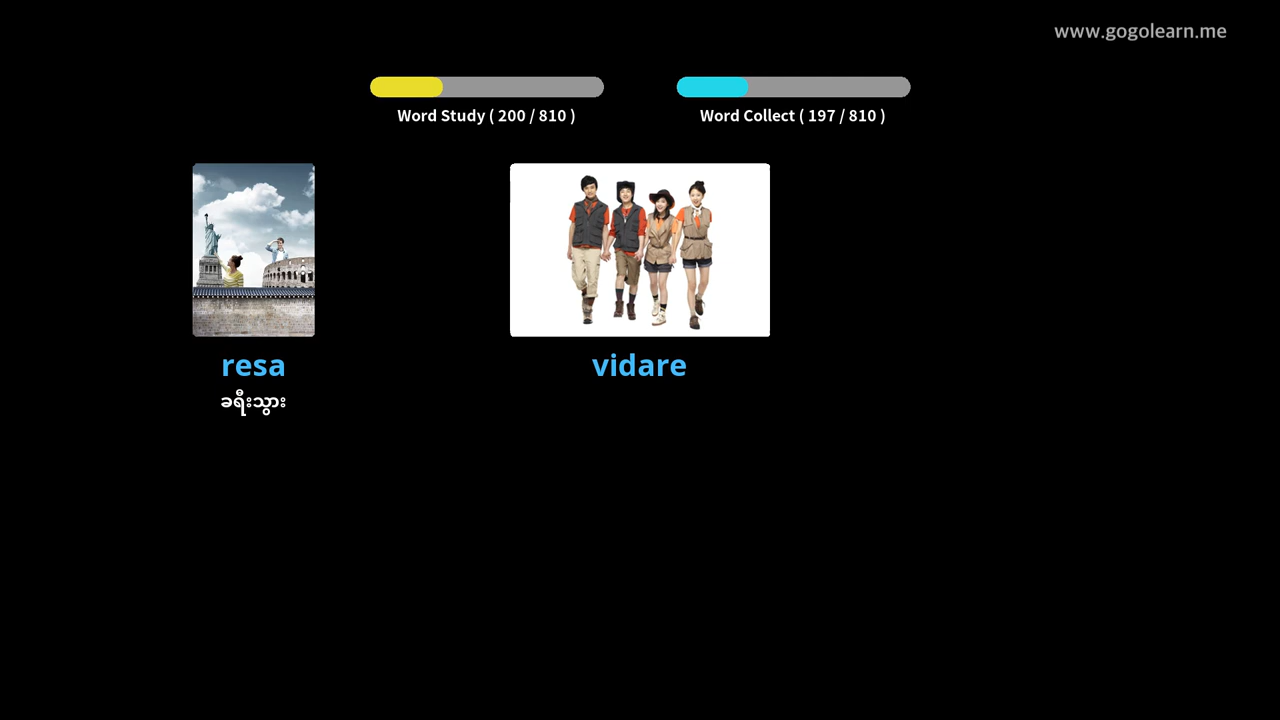 www.gogolearn.me
Word Study ( 200 / 810 )
Word Collect ( 197 / 810 )
resa
ခရီးသွား
vidare